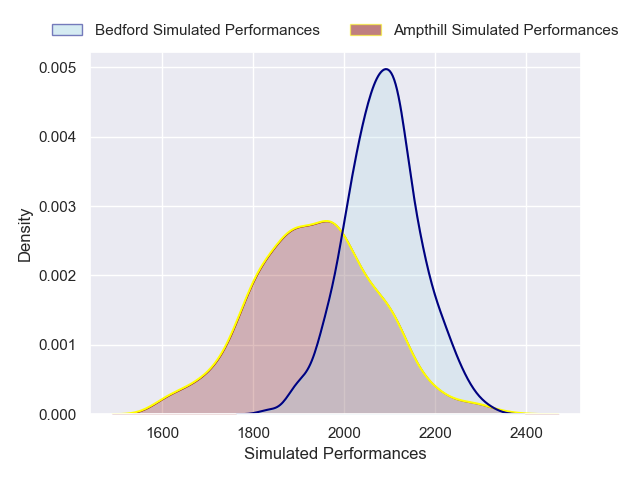 Bedford Simulated Performances Ampthill Simulated Performances
0.005
0.004
0.003
0.002
0.001
0.000
Density
1600 1800 2000 2200 2400
Simulated Performances